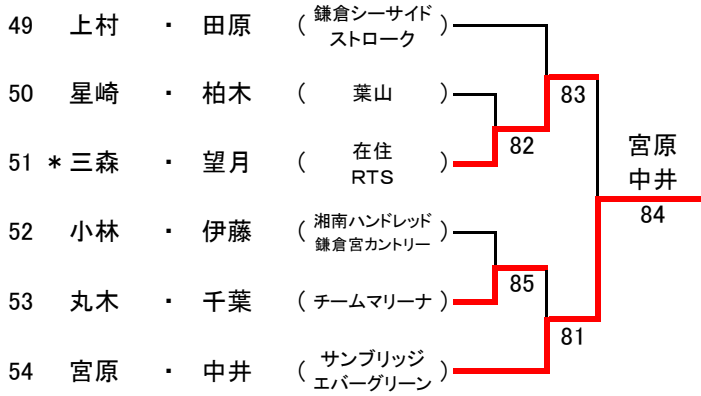 49 上村 ・ 田原 (鎌倉シーサイド
ストローク)
50 星崎 ・ 柏木 ( 葉山 )
51 *三森 ・ 望月 ( 在住
RTS )
52 小林 ・ 伊藤 (湘南ハンドレッド
鎌倉宮カントリー)
53 丸木 ・ 千葉 (チームマリーナ)
54 宮原 ・ 中井 (サンブリッジ
エバーグリーン)
83
82
宮原
中井
84
85
81